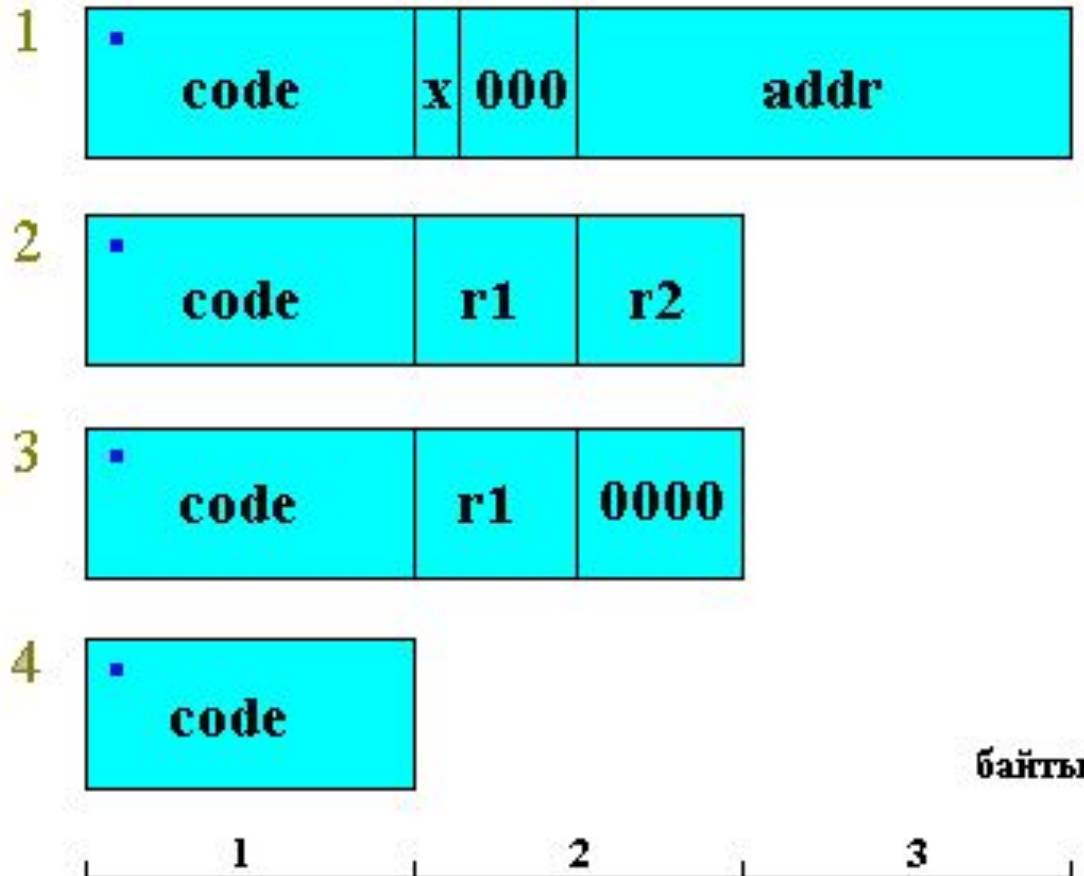 1 code x 000 addr
2 code r1 r2
3 code r1 0000
4 code
байты
1 2 3